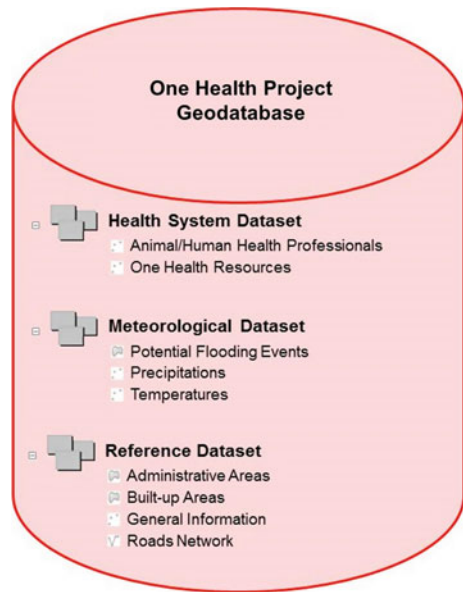 One Health Project
Geodatabase
Health System Dataset
Animal/Human Health Professionals
One Health Resources
Meteorological Dataset
Potential Flooding Events
Precipitations
Temperatures
Reference Dataset
Administrative Areas
Built-up Areas
General Information
Roads Network